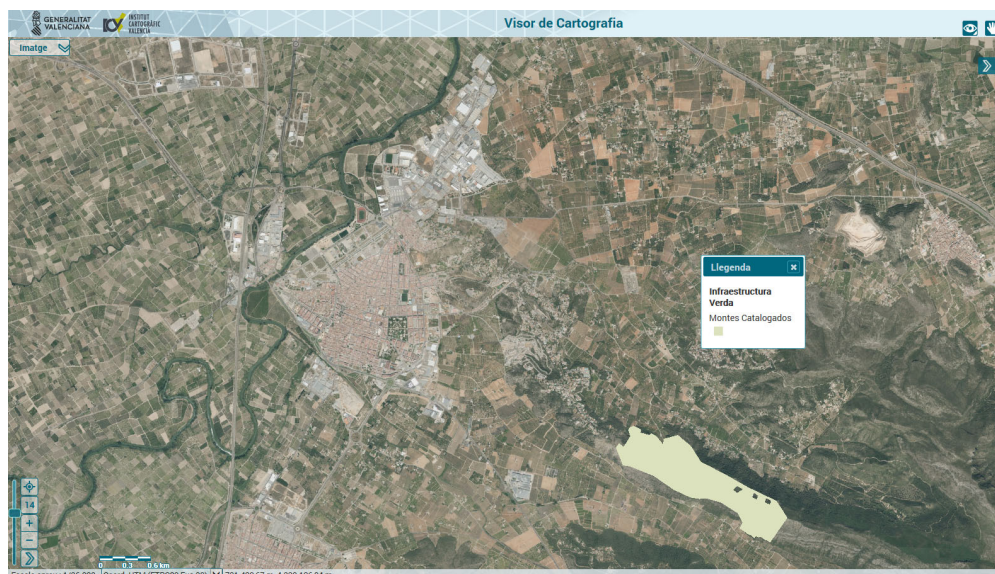 GENERALITAT
VALENCIANA
ICV
INSTITUT
CARTOGRÀFIC
VALENCIÀ
Visor de Cartografia
Imatge
Llegenda
Infraestructura
Verda
Montes Catalogados
14
0 0.3 0.6 km